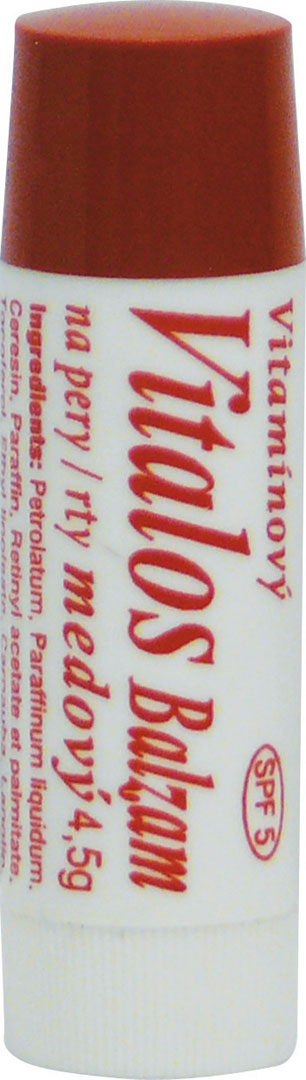 Vitamínový
SPF 5
Vitalos Balzam
na pery / rty medový 4,5g
Ingredients: Petrolatum, Paraffinum liquidum,
Ceresin, Paraffin, Retinyl acetate et palmitate,